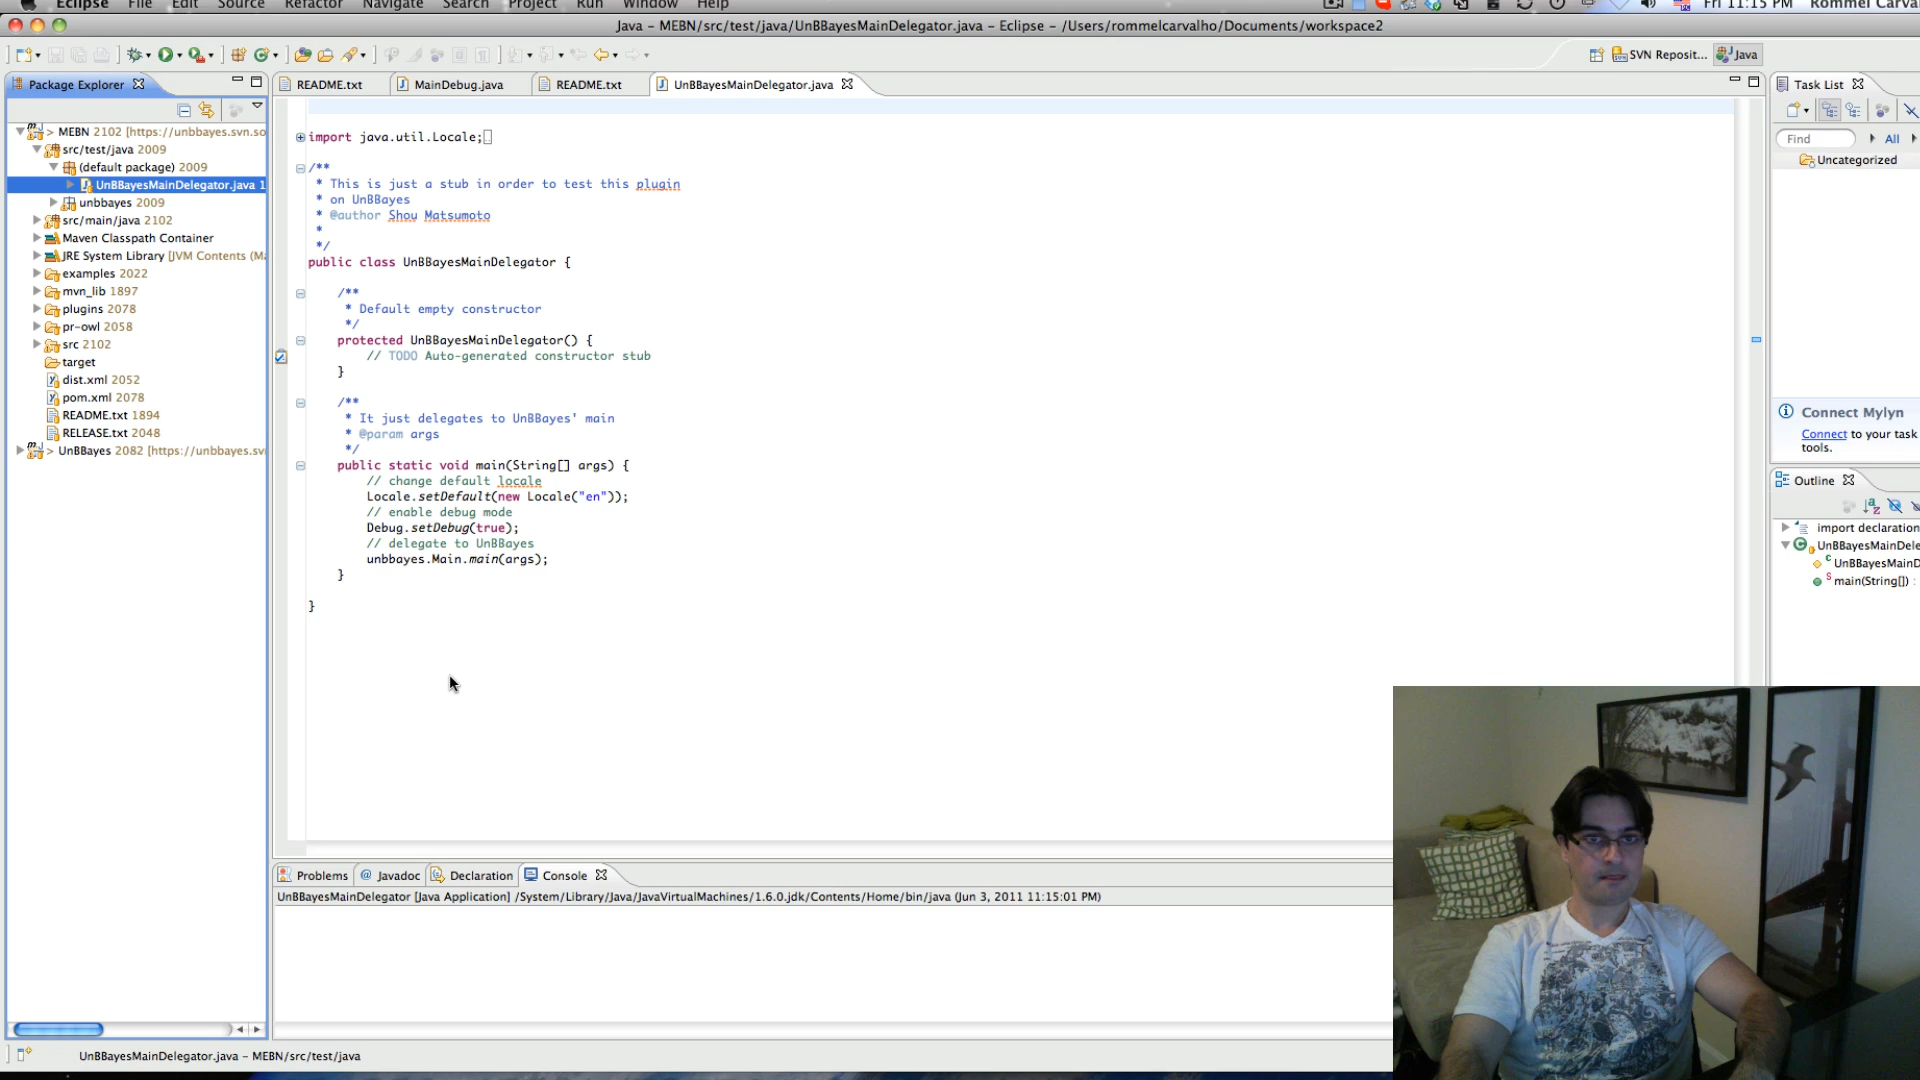 Eclipse File Edit Source Refactor Navigate Search Project Run Window Help Fri 11:15 PM Rommel Carval
Java – MEBN/src/test/java/UnBBayesMainDelegator.java – Eclipse – /Users/rommelcarvalho/Documents/workspace2
SVN Reposit... Java
Package Explorer
README.txt MainDebug.java README.txt UnBBayesMainDelegator.java
Task List
Find All
Uncategorized
> MEBN 2102 [https://unbbayes.svn.so
src/test/java 2009
(default package) 2009
UnBBayesMainDelegator.java 1
unbbayes 2009
src/main/java 2102
Maven Classpath Container
JRE System Library [JVM Contents (Ma
examples 2022
mvn_lib 1897
plugins 2078
pr-owl 2058
src 2102
target
dist.xml 2052
pom.xml 2078
README.txt 1894
RELEASE.txt 2048
> UnBBayes 2082 [https://unbbayes.sv
import java.util.Locale;
/**
* This is just a stub in order to test this plugin
* on UnBBayes
* @author Shou Matsumoto
*
*/
public class UnBBayesMainDelegator {
/**
* Default empty constructor
*/
protected UnBBayesMainDelegator() {
// TODO Auto-generated constructor stub
}
/**
* It just delegates to UnBBayes' main
* @param args
*/
public static void main(String[] args) {
// change default locale
Locale.setDefault(new Locale("en"));
// enable debug mode
Debug.setDebug(true);
// delegate to UnBBayes
unbbayes.Main.main(args);
}
}
Connect Mylyn
Connect to your task
tools.
Outline
import declaration
UnBBayesMainDele
UnBBayesMainD
main(String[]) :
Problems @ Javadoc Declaration Console
UnBBayesMainDelegator [Java Application] /System/Library/Java/JavaVirtualMachines/1.6.0.jdk/Contents/Home/bin/java (Jun 3, 2011 11:15:01 PM)
UnBBayesMainDelegator.java – MEBN/src/test/java